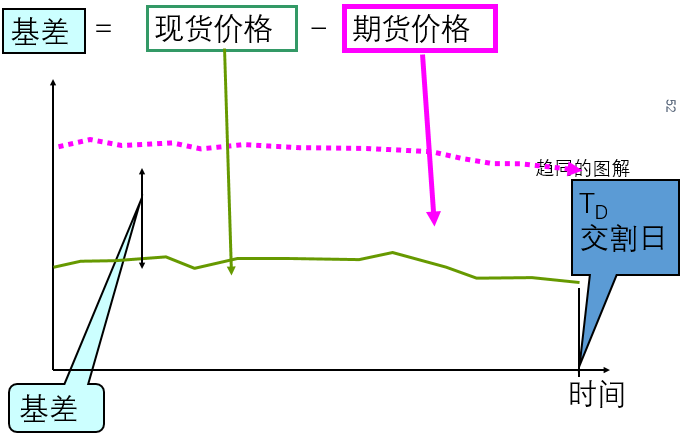 基差 = 现货价格 － 期货价格
52
趋同的图解
TD
交割日
基差
时间